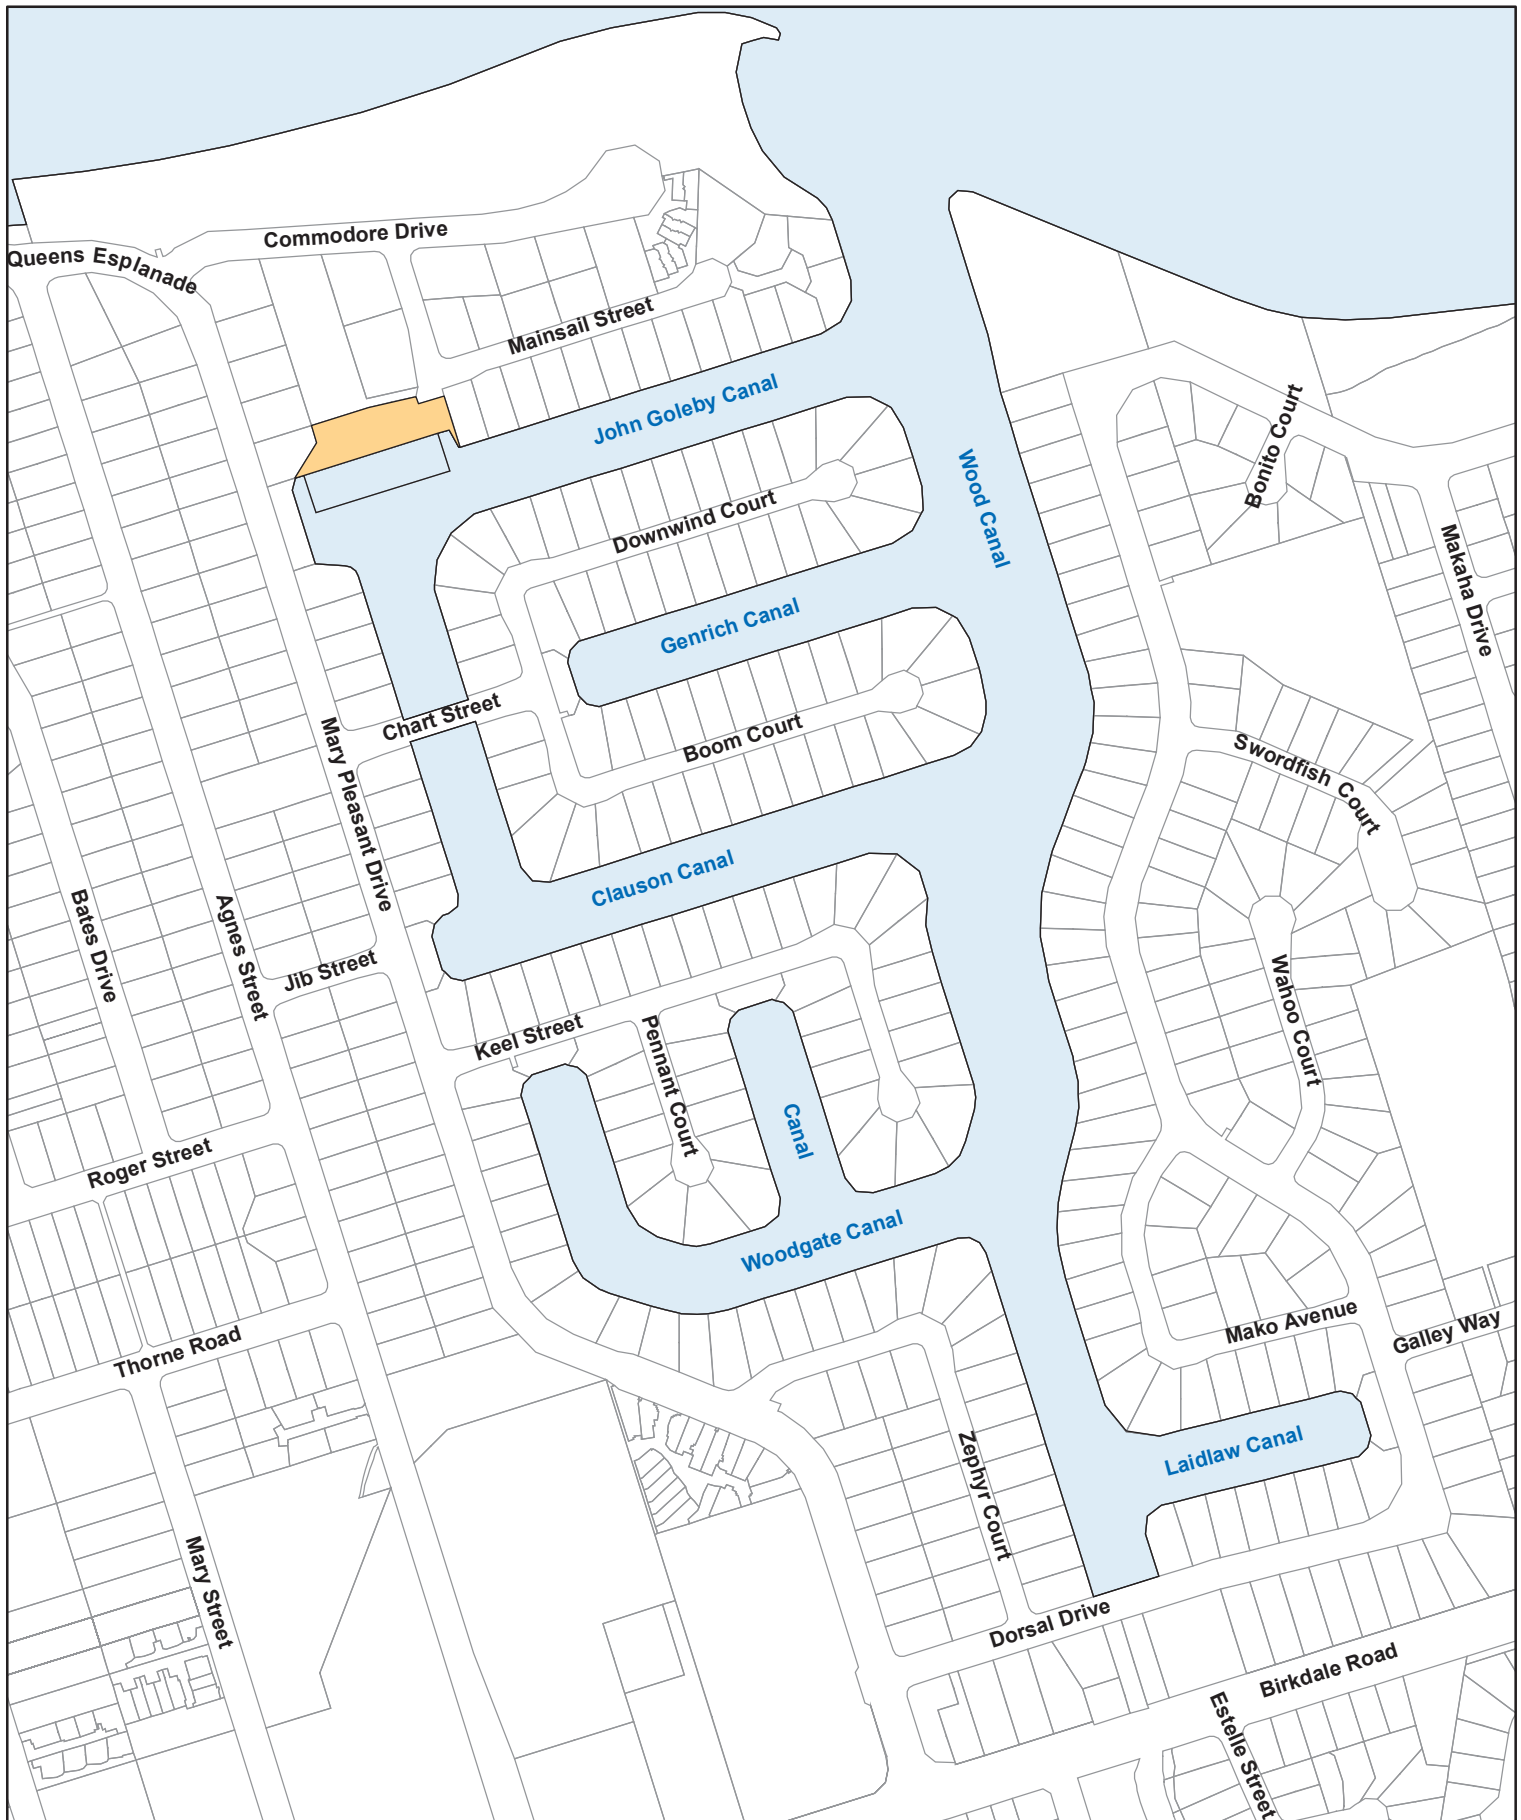 Commodore Drive
Queens Esplanade
Mainsail Street
John Goleby Canal
Bonito Court
Wood Canal
Downwind Court
Makaha Drive
Genrich Canal
Chart Street
Boom Court
Mary Pleasant Drive
Swordfish Court
Clauson Canal
Bates Drive
Agnes Street
Jib Street
Wahoo Court
Keel Street
Pennant Court
Canal
Roger Street
Woodgate Canal
Mako Avenue
Galley Way
Thorne Road
Zephyr Court
Laidlaw Canal
Mary Street
Dorsal Drive
Birkdale Road
Estelle Street